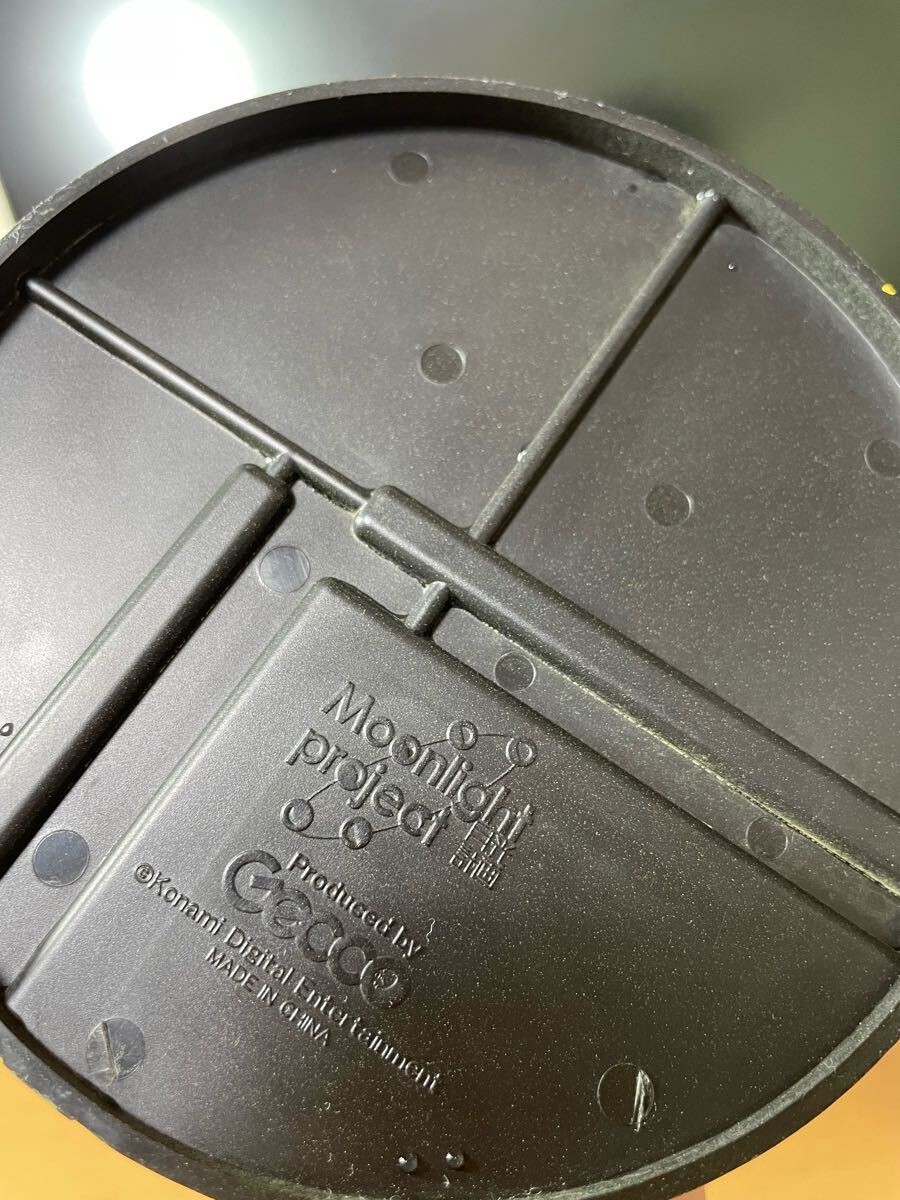 Moonlight
project
Produced by
Gecco
©Konami Digital Entertainment
MADE IN CHINA